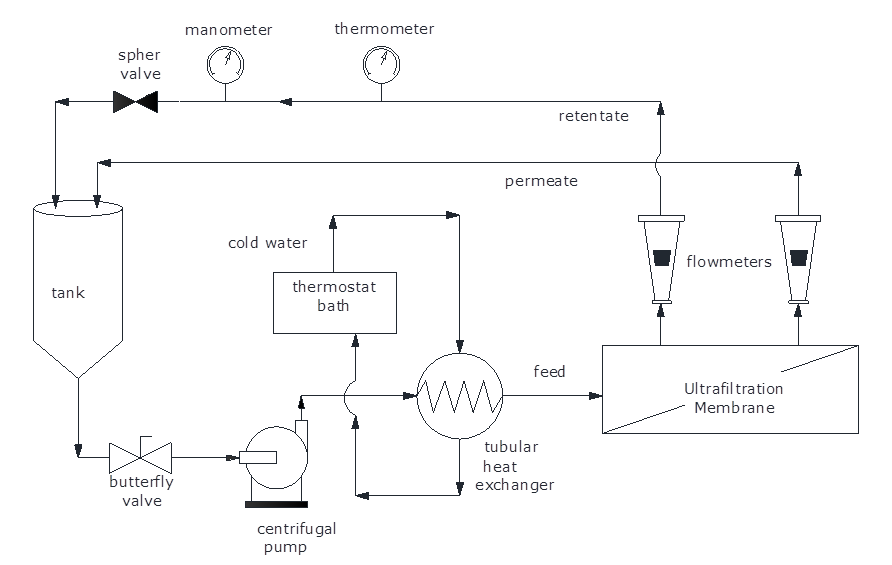 manometer
thermometer
spher
valve
retentate
permeate
cold water
flowmeters
tank
thermostat
bath
feed
Ultrafiltration
Membrane
tubular
heat
exchanger
butterfly
valve
centrifugal
pump